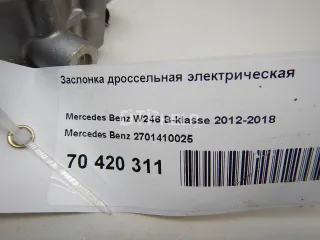 Заслонка дроссельная электрическая
Mercedes Benz W246 B-klasse 2012-2018
Mercedes Benz 2701410025
70 420 311